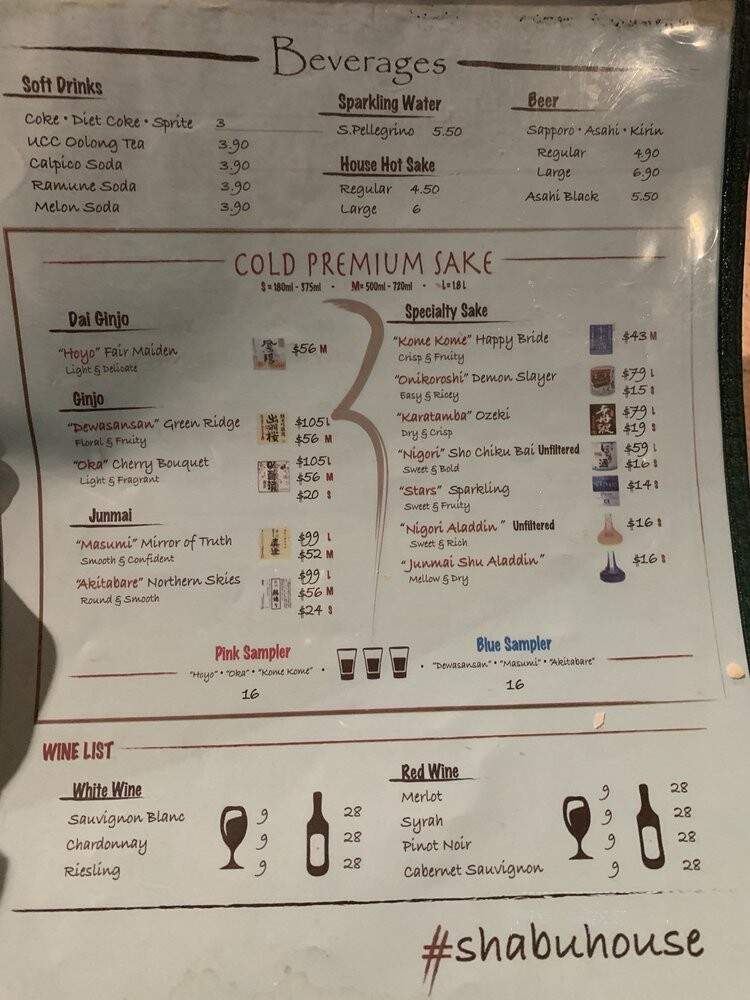 Beverages
Soft Drinks
Coke • Diet Coke • Sprite 3
UCC Oolong Tea 3.90
Calpico Soda 3.90
Ramune Soda 3.90
Melon Soda 3.90
Sparkling Water
S.Pellegrino 5.50
House Hot Sake
Regular 4.50
Large 6
Beer
Sapporo • Asahi • Kirin
Regular 4.90
Large 6.90
Asahi Black 5.50
COLD PREMIUM SAKE
S = 180ml - 375ml • M= 500ml - 720ml • L= 1.8 L
Dai Ginjo
"Hoyo" Fair Maiden $56 M
Light & Delicate
Ginjo
"Dewasansan" Green Ridge $105 L
Floral & Fruity $56 M
"Oka" Cherry Bouquet $105 L
Light & Fragrant $56 M
$20 S
Junmai
"Masumi" Mirror of Truth $99 L
Smooth & Confident $52 M
"Akitabare" Northern Skies $99 L
Round & Smooth $56 M
$24 S
Specialty Sake
"Kome Kome" Happy Bride $43 M
Crisp & Fruity
"Onikoroshi" Demon Slayer $79 L
Easy & Ricey $15 S
"Karatamba" Ozeki $79 L
Dry & Crisp $19 S
"Nigori" Sho Chiku Bai Unfiltered $59 L
Sweet & Bold $16 S
"Stars" Sparkling $14 S
Sweet & Fruity
"Nigori Aladdin" Unfiltered $16 S
Sweet & Rich
"Junmai Shu Aladdin" $16 S
Mellow & Dry
Pink Sampler
"Hoyo" • "Oka" • "Kome Kome" •
16
Blue Sampler
• "Dewasansan" • "Masumi" • "Akitabare"
16
WINE LIST
White Wine
Sauvignon Blanc 9 28
Chardonnay 9 28
Riesling 9 28
Red Wine
Merlot 9 28
Syrah 9 28
Pinot Noir 9 28
Cabernet Sauvignon 9 28
#shabuhouse